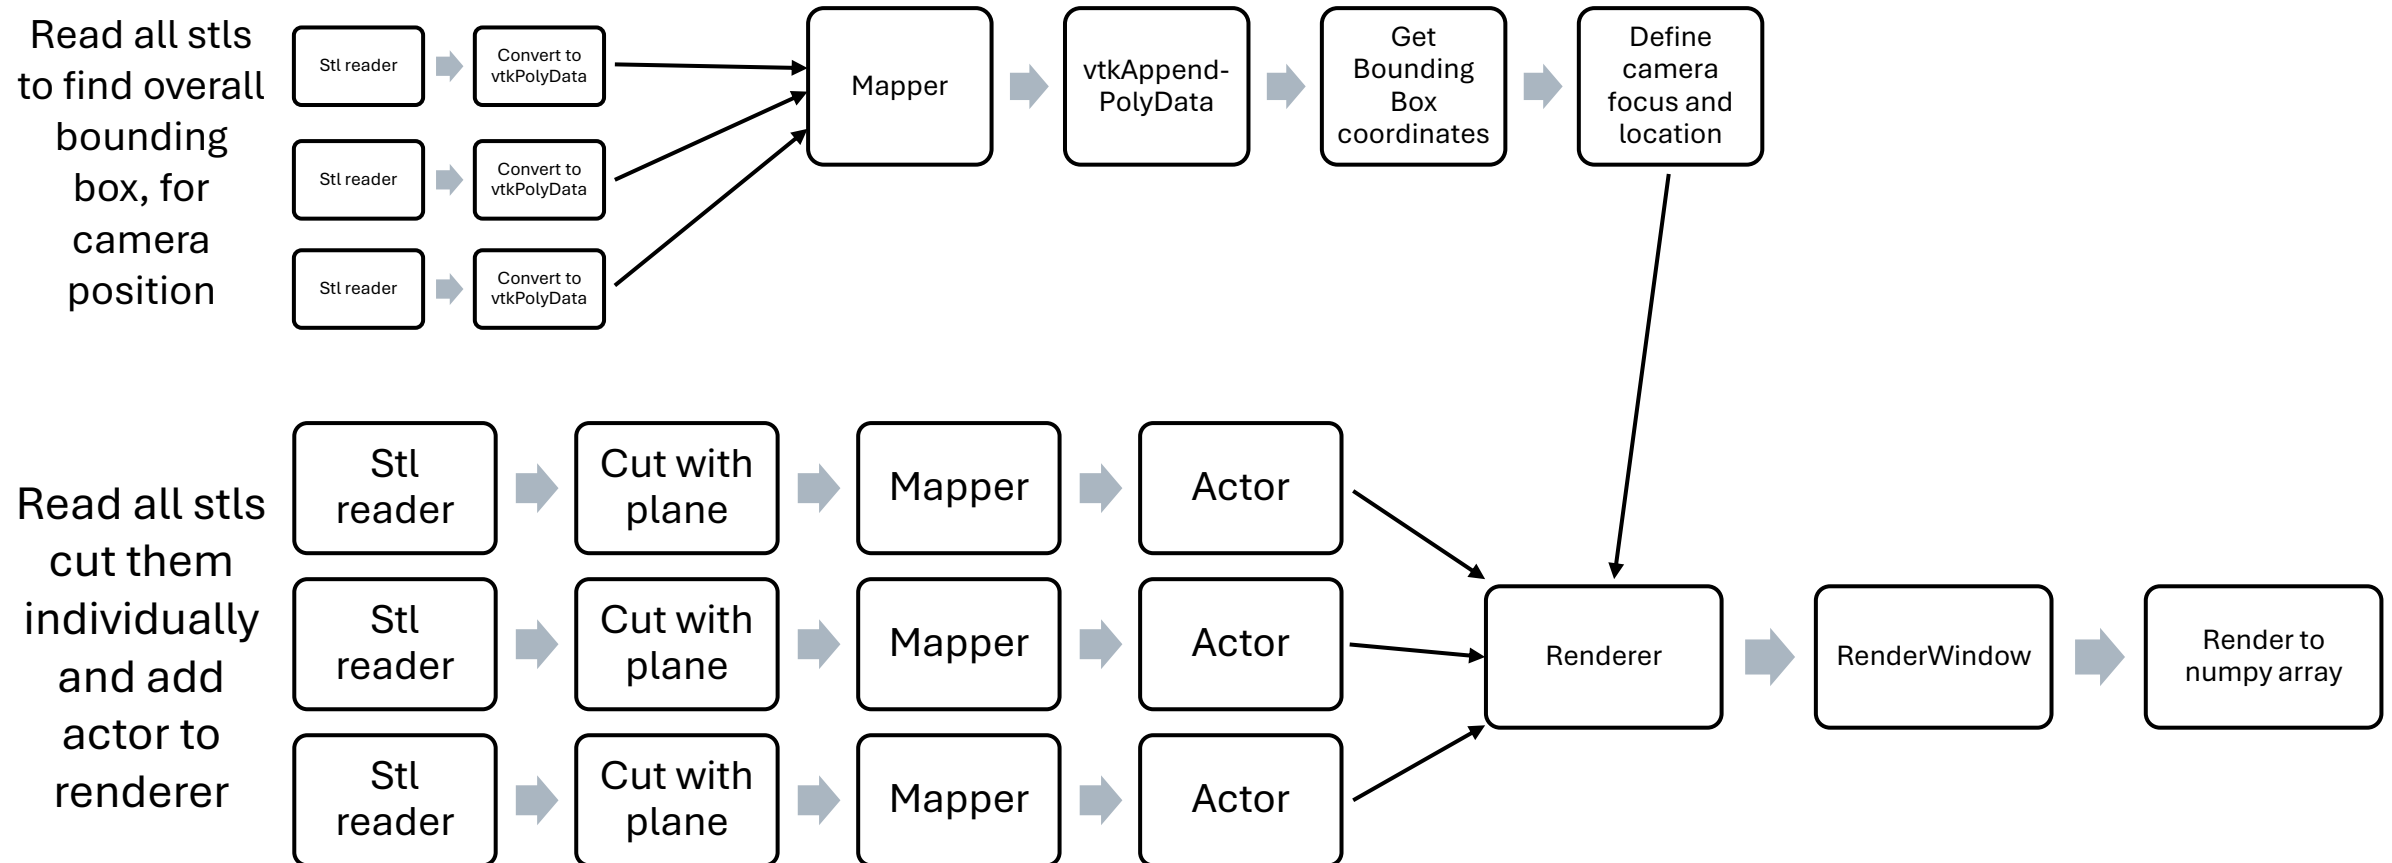 Read all stls
to find overall
bounding
box, for
camera
position
Stl reader
Convert to
vtkPolyData
Stl reader
Convert to
vtkPolyData
Stl reader
Convert to
vtkPolyData
Mapper
vtkAppend-
PolyData
Get
Bounding
Box
coordinates
Define
camera
focus and
location
Read all stls
cut them
individually
and add
actor to
renderer
Stl
reader
Cut with
plane
Mapper
Actor
Stl
reader
Cut with
plane
Mapper
Actor
Stl
reader
Cut with
plane
Mapper
Actor
Renderer
RenderWindow
Render to
numpy array